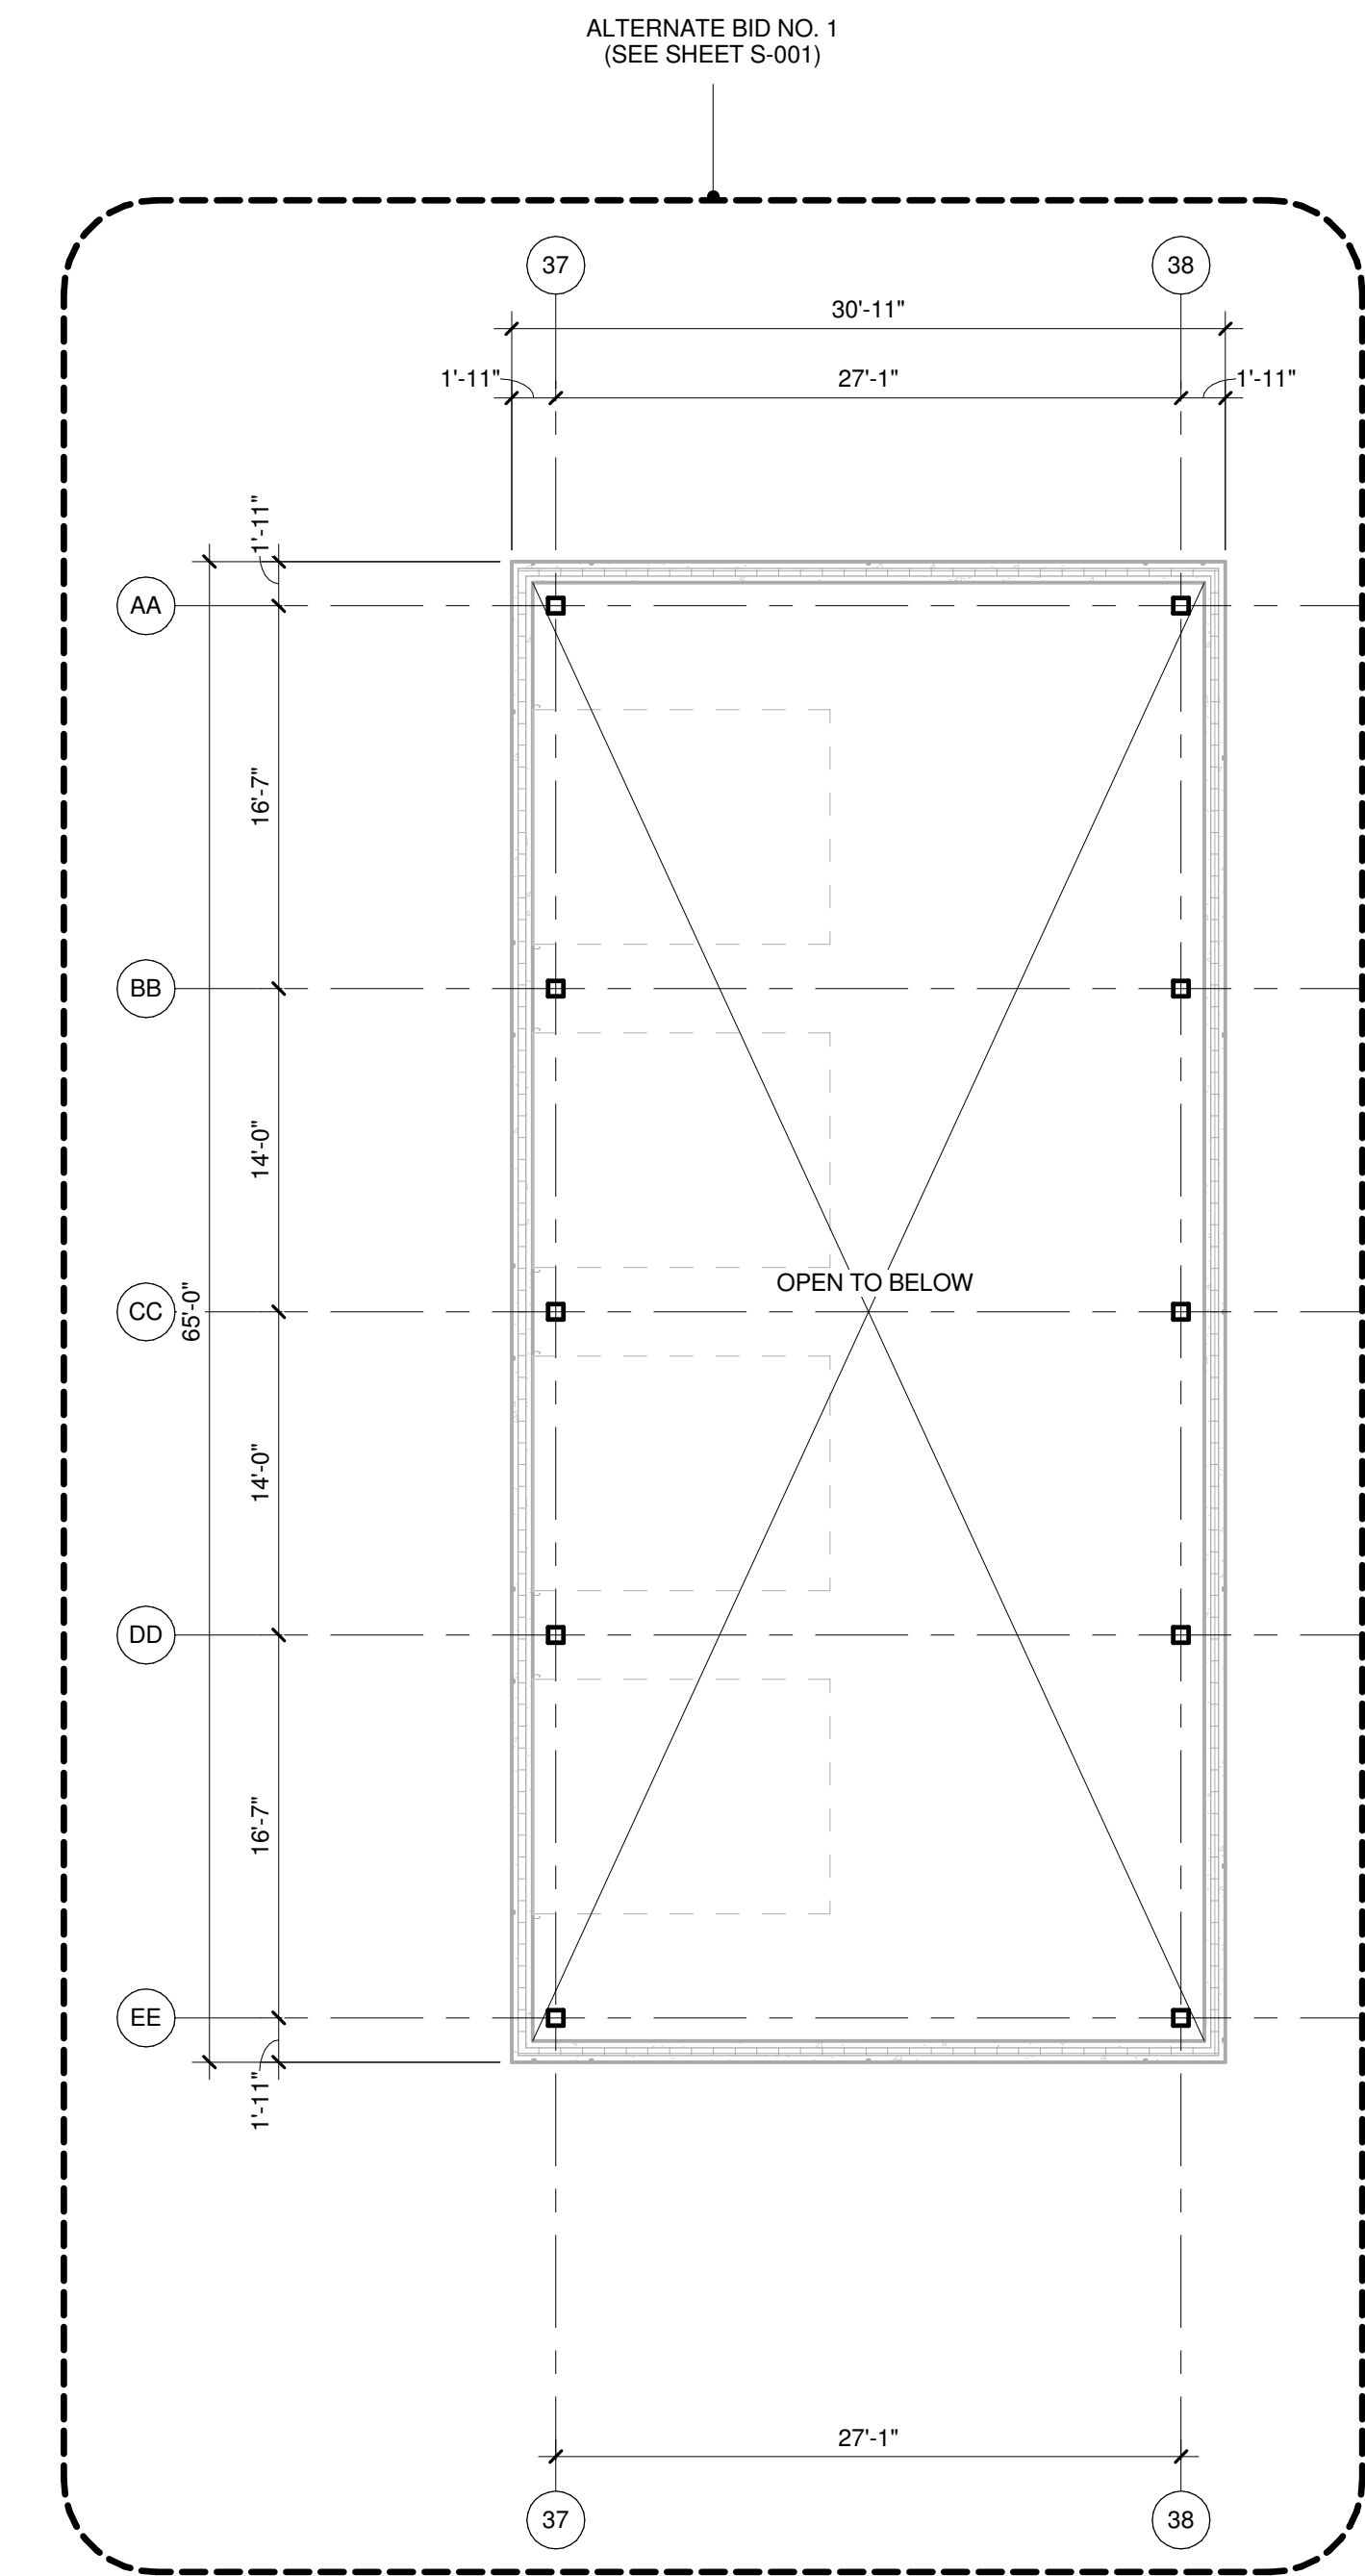 ALTERNATE BID NO. 1
(SEE SHEET S-001)
37
38
30'-11"
1'-11"
27'-1"
1'-11"
1'-11"
AA
16'-7"
BB
14'-0"
OPEN TO BELOW
CC
65'-0"
14'-0"
DD
16'-7"
EE
1'-11"
27'-1"
37
38